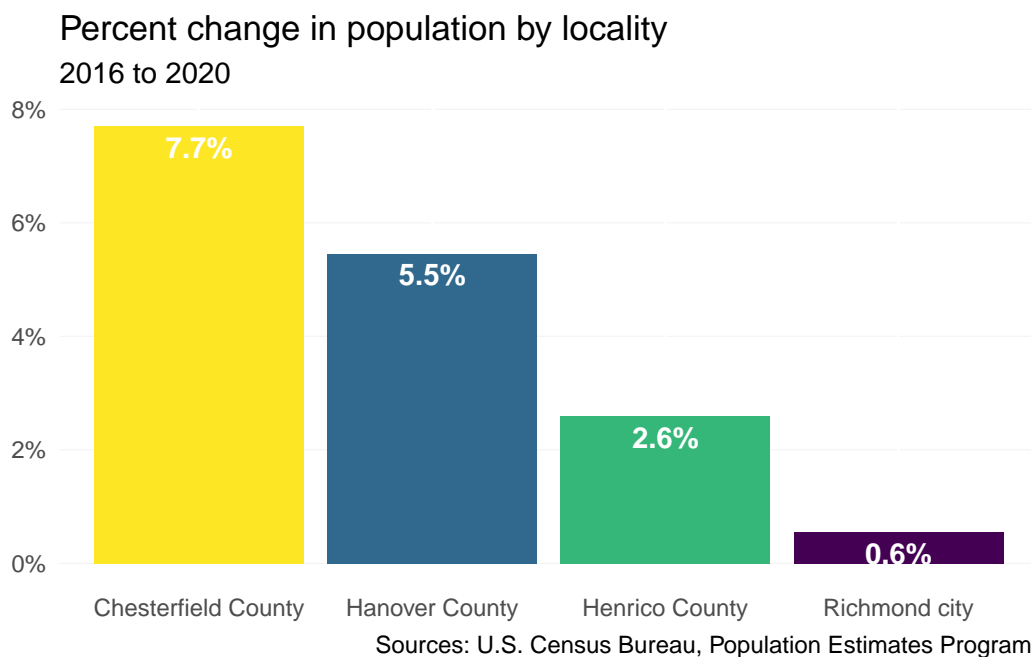 Percent change in population by locality
2016 to 2020
8%
7.7%
6%
5.5%
4%
2.6%
2%
0.6%
0%
Chesterfield County Hanover County Henrico County Richmond city
Sources: U.S. Census Bureau, Population Estimates Program